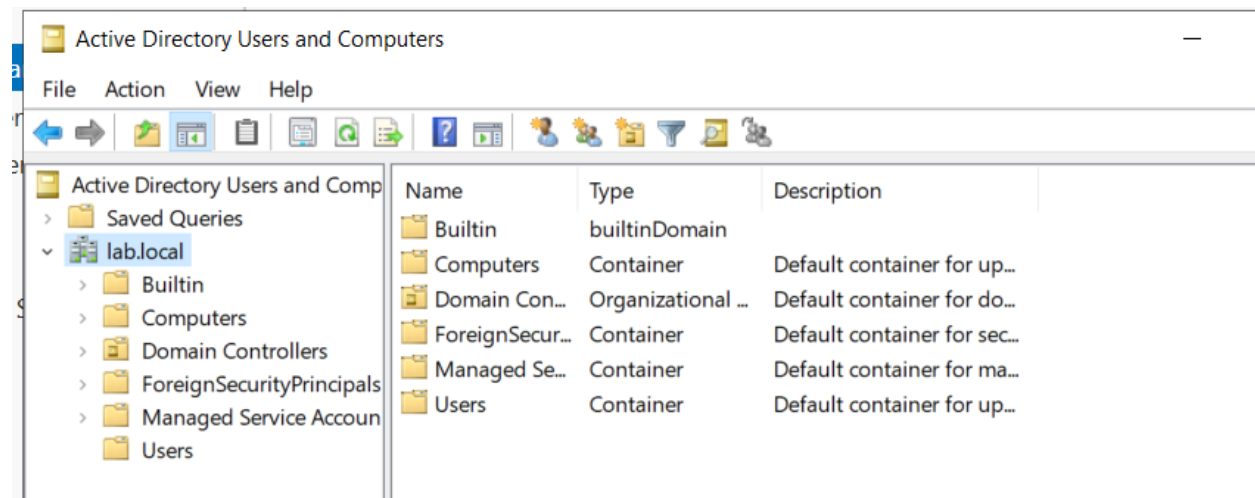 Active Directory Users and Computers
File Action View Help
Active Directory Users and Comp
Saved Queries
lab.local
Builtin
Computers
Domain Controllers
ForeignSecurityPrincipals
Managed Service Accoun
Users
Name Type Description
Builtin builtinDomain
Computers Container Default container for up...
Domain Con... Organizational ... Default container for do...
ForeignSecur... Container Default container for sec...
Managed Se... Container Default container for ma...
Users Container Default container for up...